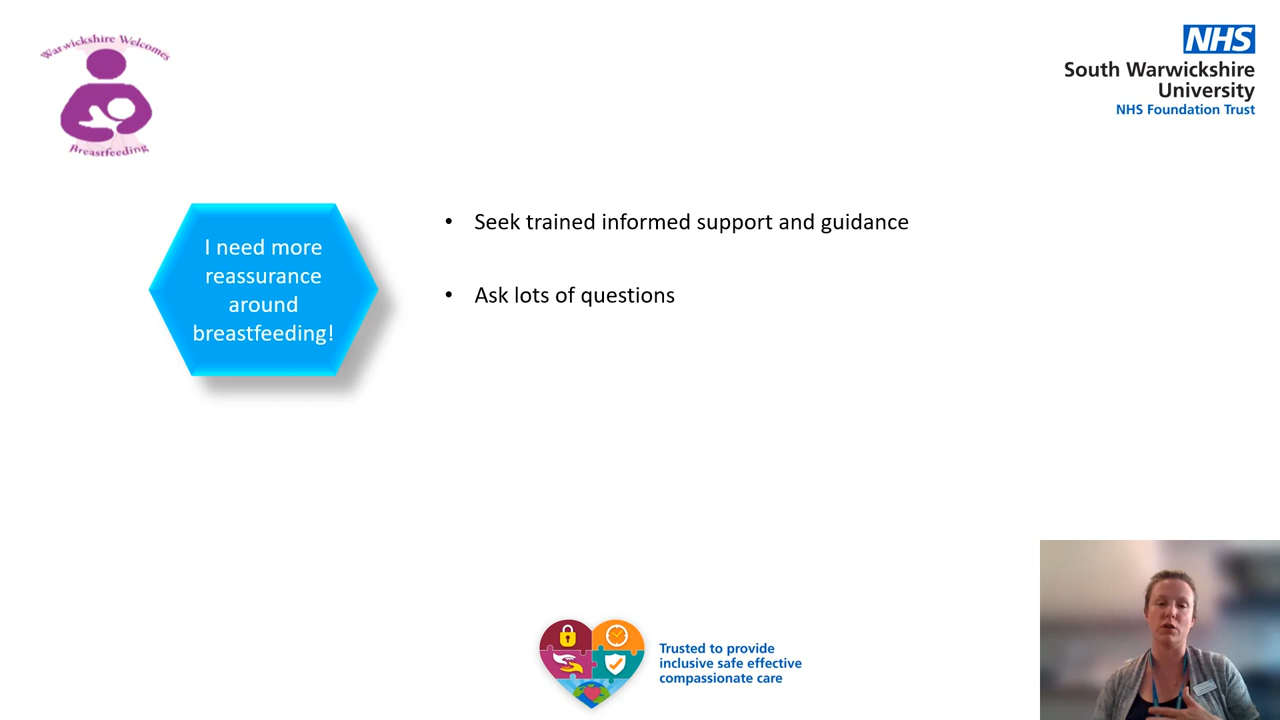 Warwickshire Welcomes
Breastfeeding
NHS
South Warwickshire
University
NHS Foundation Trust
I need more
reassurance
around
breastfeeding!
• Seek trained informed support and guidance
• Ask lots of questions
Trusted to provide
inclusive safe effective
compassionate care